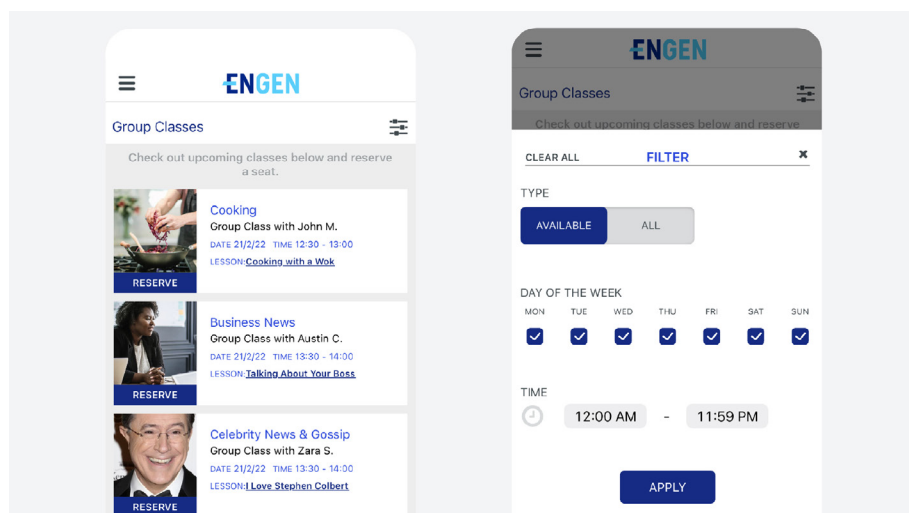 ENGEN
Group Classes
Check out upcoming classes below and reserve
a seat.
Cooking
Group Class with John M.
DATE 21/2/22 TIME 12:30 - 13:00
LESSON:Cooking with a Wok
RESERVE
Business News
Group Class with Austin C.
DATE 21/2/22 TIME 13:30 - 14:00
LESSON:Talking About Your Boss
RESERVE
Celebrity News & Gossip
Group Class with Zara S.
DATE 21/2/22 TIME 13:30 - 14:00
LESSON:I Love Stephen Colbert
RESERVE
ENGEN
Group Classes
Check out upcoming classes below and reserve
CLEAR ALL FILTER
TYPE
AVAILABLE ALL
DAY OF THE WEEK
MON TUE WED THU FRI SAT SUN
TIME
12:00 AM - 11:59 PM
APPLY